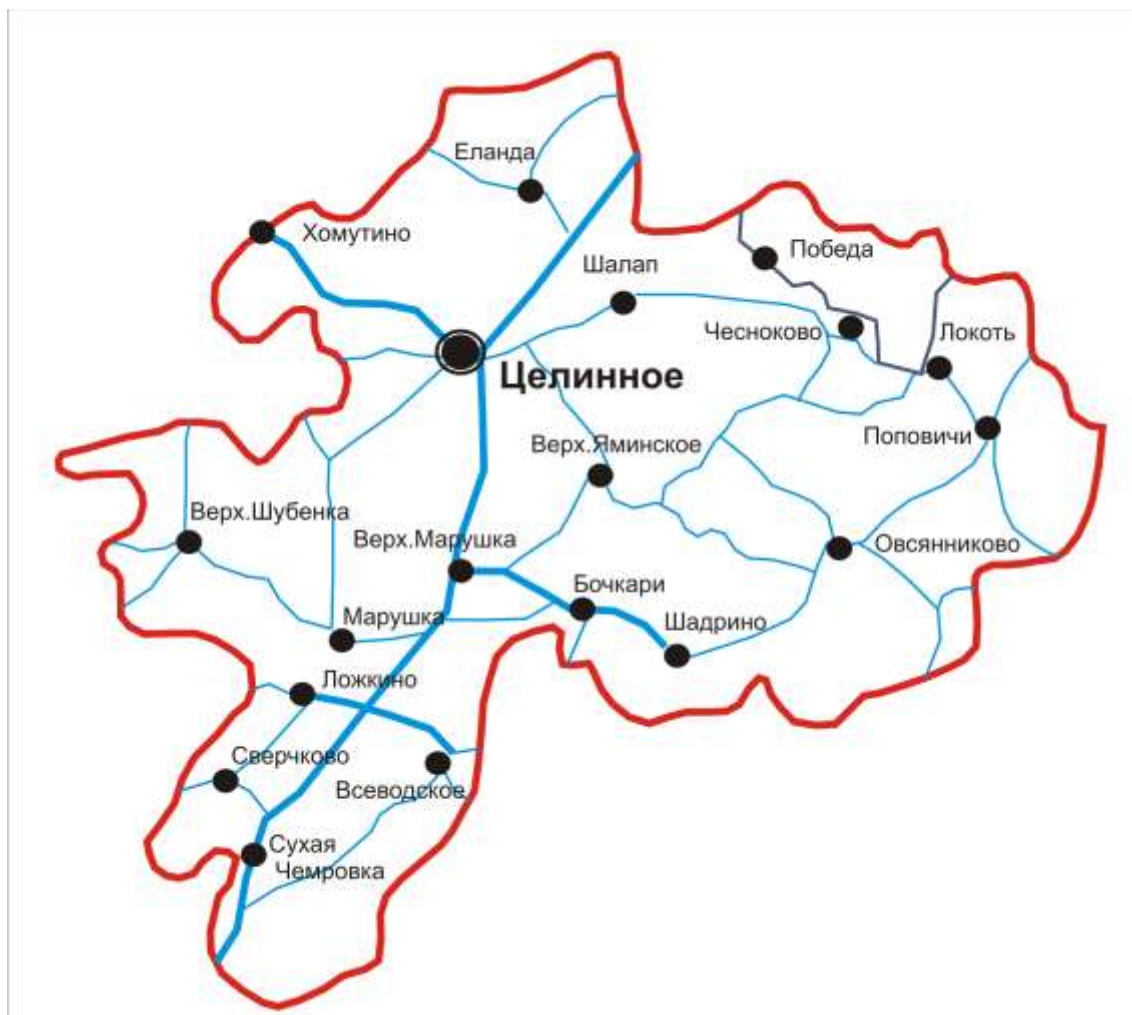 Еланда
Хомутино
Победа
Шалап
Чесноково
Локоть
Целинное
Поповичи
Верх.Яминское
Верх.Шубенка
Верх.Марушка
Овсянниково
Бочкари
Марушка
Шадрино
Ложкино
Сверчково
Всеводское
Сухая
Чемровка